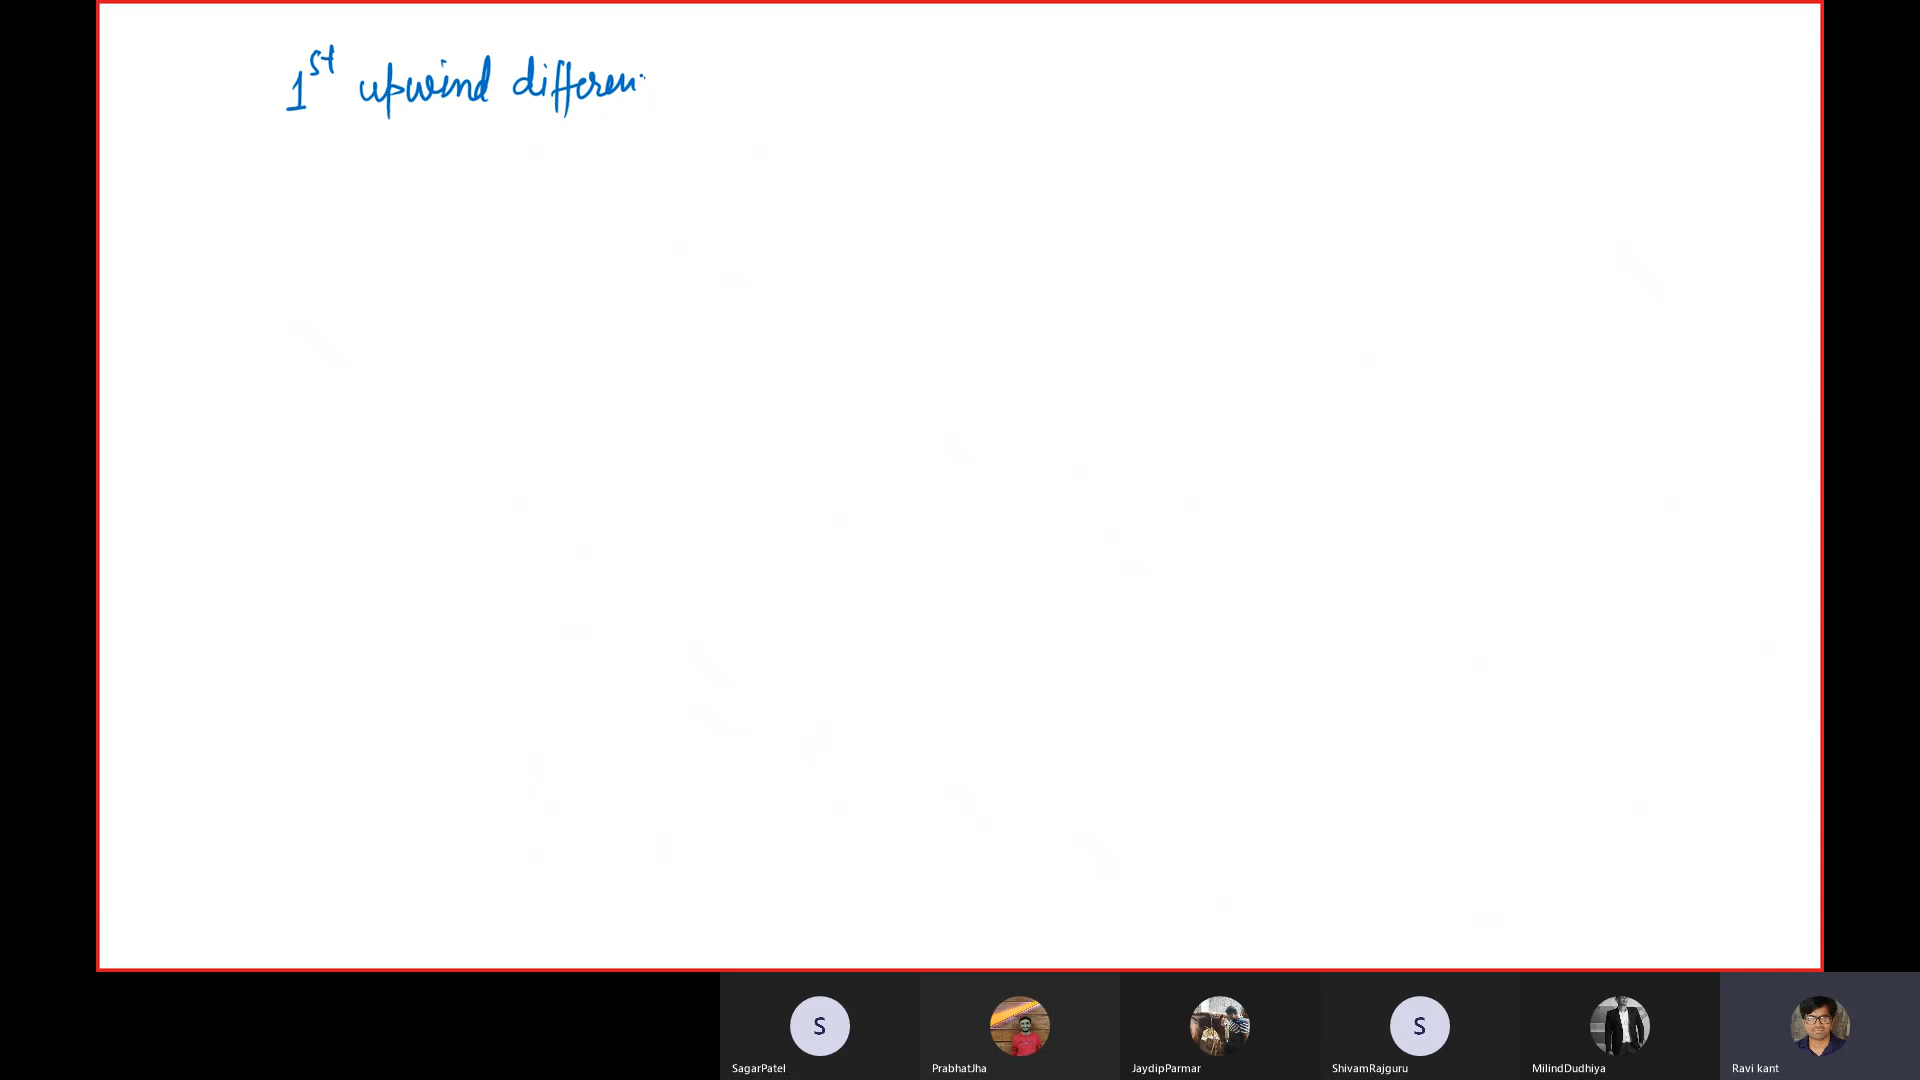 1st upwind differen
S
S
SagarPatel
PrabhatJha
JaydipParmar
ShivamRajguru
MilindDudhiya
Ravi kant